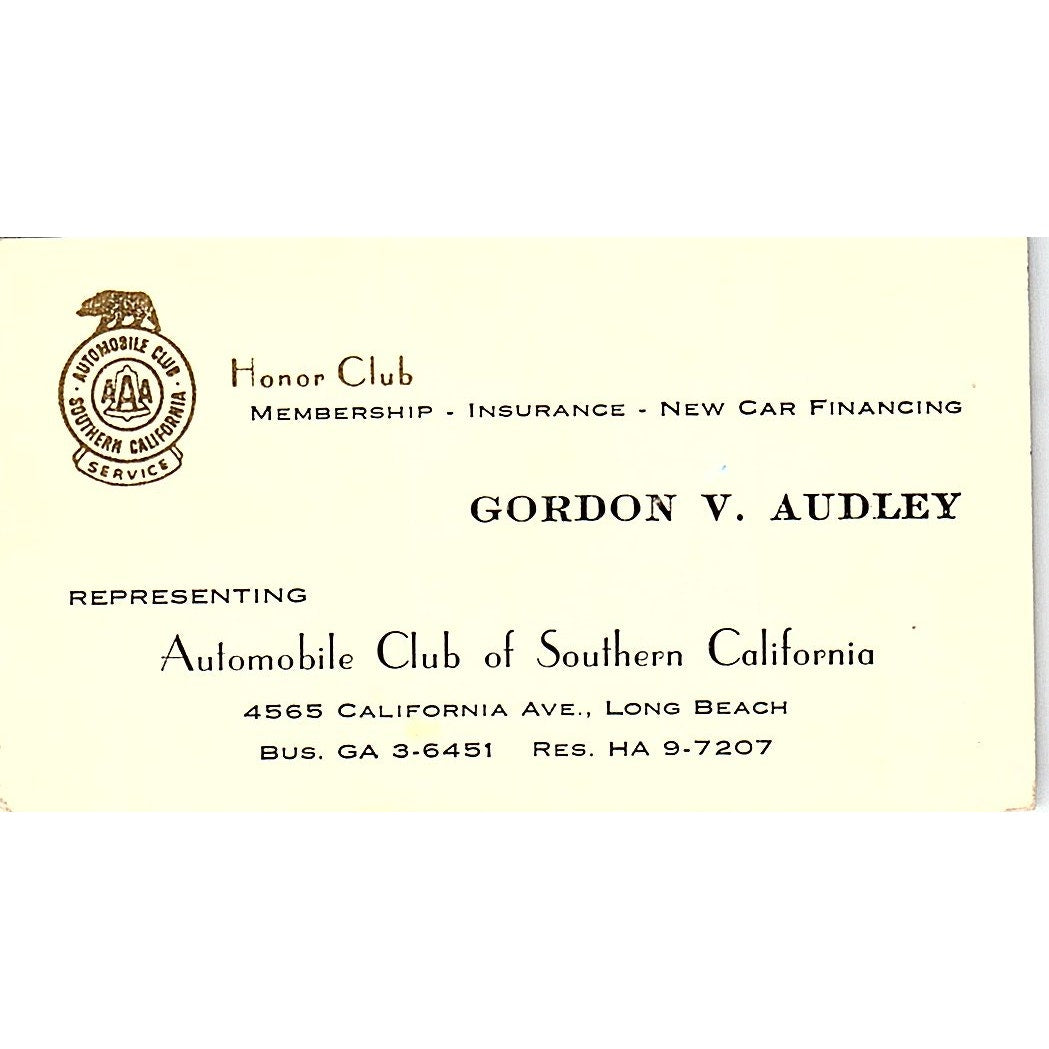 AUTOMOBILE CLUB
SOUTHERN CALIFORNIA
AAA
SERVICE
Honor Club
MEMBERSHIP - INSURANCE - NEW CAR FINANCING
GORDON V. AUDLEY
REPRESENTING
Automobile Club of Southern California
4565 CALIFORNIA AVE., LONG BEACH
BUS. GA 3-6451 RES. HA 9-7207